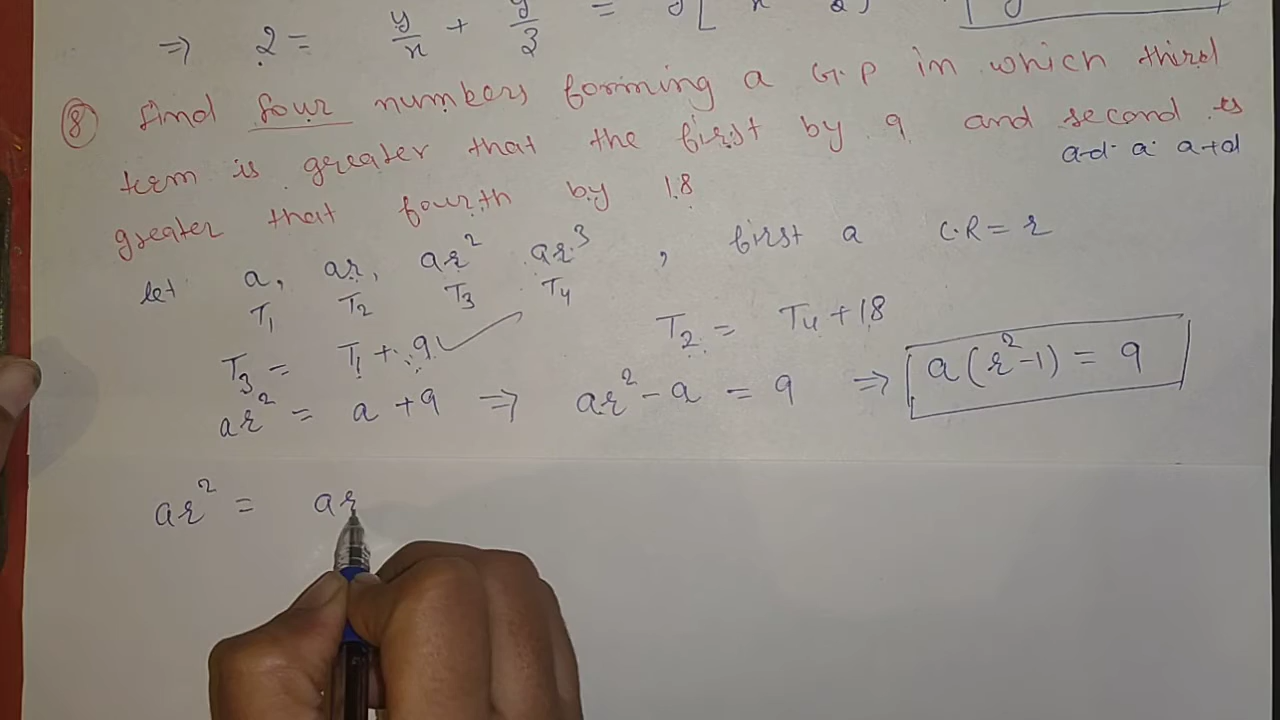 ⇒ 2 = y/x + y/3 = y[
⑧ Find four numbers forming a G.P in which third
term is greater that the first by 9 and second is
a-d. a. a+d
greater that fourth by 18
let a, ar, ar² ar³, first a C.R = r
T₁ T₂ T₃ T₄
T₃ = T₁ + 9 ✓ T₂ = T₄ + 18
ar² = a + 9 ⇒ ar² - a = 9 ⇒ a(r²-1) = 9
ar² = ar